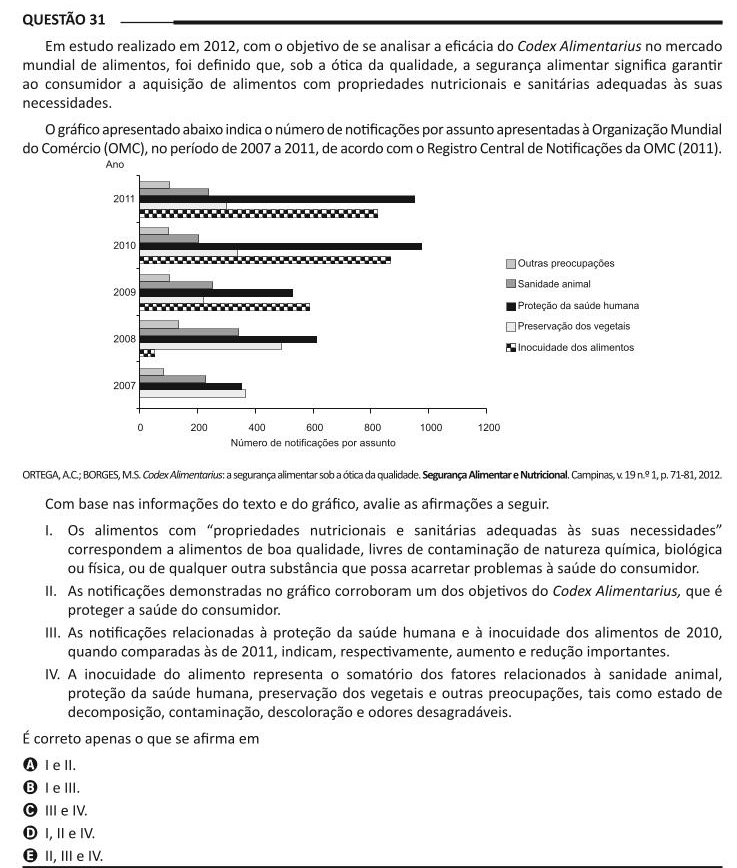 QUESTÃO 31
Em estudo realizado em 2012, com o objetivo de se analisar a eficácia do Codex Alimentarius no mercado
mundial de alimentos, foi definido que, sob a ótica da qualidade, a segurança alimentar significa garantir
ao consumidor a aquisição de alimentos com propriedades nutricionais e sanitárias adequadas às suas
necessidades.
O gráfico apresentado abaixo indica o número de notificações por assunto apresentadas à Organização Mundial
do Comércio (OMC), no período de 2007 a 2011, de acordo com o Registro Central de Notificações da OMC (2011).
Ano
2011
2010
2009
2008
2007
0 200 400 600 800 1000 1200
Número de notificações por assunto
Outras preocupações
Sanidade animal
Proteção da saúde humana
Preservação dos vegetais
Inocuidade dos alimentos
ORTEGA, A.C.; BORGES, M.S. Codex Alimentarius: a segurança alimentar sob a ótica da qualidade. Segurança Alimentar e Nutricional. Campinas, v. 19 n.º 1, p. 71-81, 2012.
Com base nas informações do texto e do gráfico, avalie as afirmações a seguir.
I. Os alimentos com “propriedades nutricionais e sanitárias adequadas às suas necessidades”
correspondem a alimentos de boa qualidade, livres de contaminação de natureza química, biológica
ou física, ou de qualquer outra substância que possa acarretar problemas à saúde do consumidor.
II. As notificações demonstradas no gráfico corroboram um dos objetivos do Codex Alimentarius, que é
proteger a saúde do consumidor.
III. As notificações relacionadas à proteção da saúde humana e à inocuidade dos alimentos de 2010,
quando comparadas às de 2011, indicam, respectivamente, aumento e redução importantes.
IV. A inocuidade do alimento representa o somatório dos fatores relacionados à sanidade animal,
proteção da saúde humana, preservação dos vegetais e outras preocupações, tais como estado de
decomposição, contaminação, descoloração e odores desagradáveis.
É correto apenas o que se afirma em
A I e II.
B I e III.
C III e IV.
D I, II e IV.
E II, III e IV.